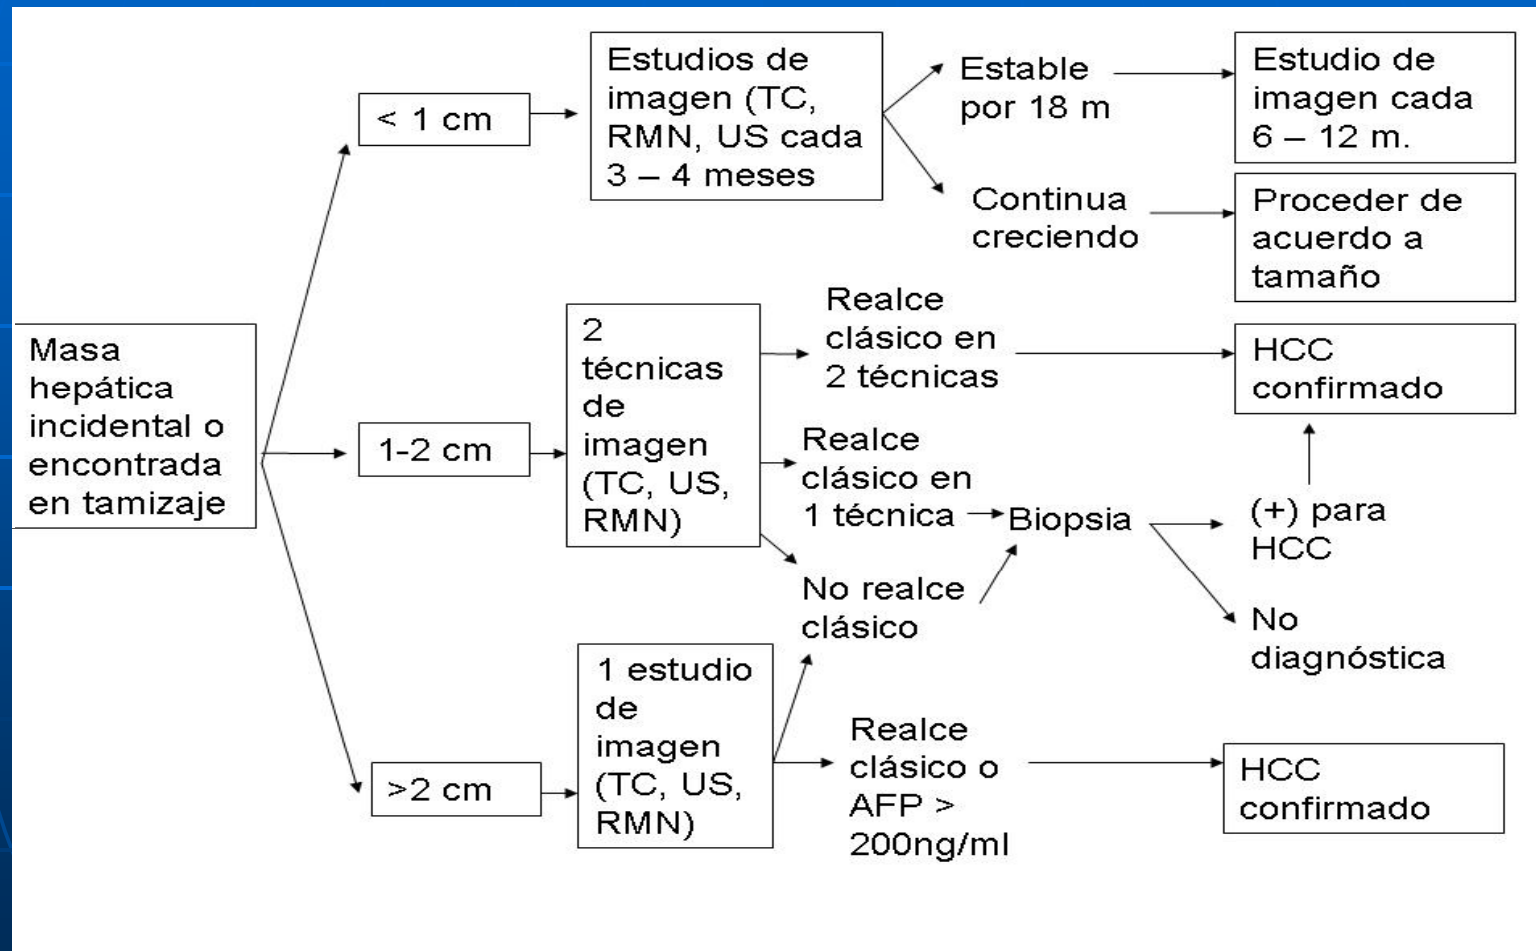 Masa
hepática
incidental o
encontrada
en tamizaje
< 1 cm
Estudios de
imagen (TC,
RMN, US cada
3 – 4 meses
Estable
por 18 m
Estudio de
imagen cada
6 – 12 m.
Continua
creciendo
Proceder de
acuerdo a
tamaño
1-2 cm
2
técnicas
de
imagen
(TC, US,
RMN)
Realce
clásico en
2 técnicas
HCC
confirmado
Realce
clásico en
1 técnica
Biopsia
(+) para
HCC
No
diagnóstica
No realce
clásico
>2 cm
1 estudio
de
imagen
(TC, US,
RMN)
Realce
clásico o
AFP >
200ng/ml
HCC
confirmado